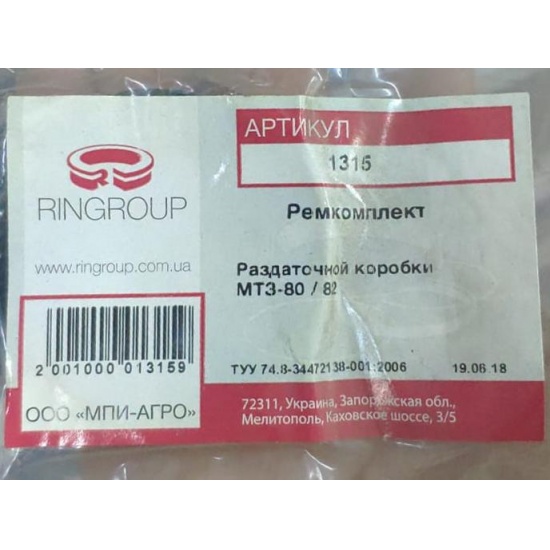 RINGROUP
www.ringroup.com.ua
2 001000 013159
ООО «МПИ-АГРО»
АРТИКУЛ
1315
Ремкомплект
Раздаточной коробки
МТЗ-80 / 82
ТУУ 74.8-34472138-001:2006 19.06.18
72311, Украина, Запорожская обл.,
Мелитополь, Каховское шоссе, 3/5